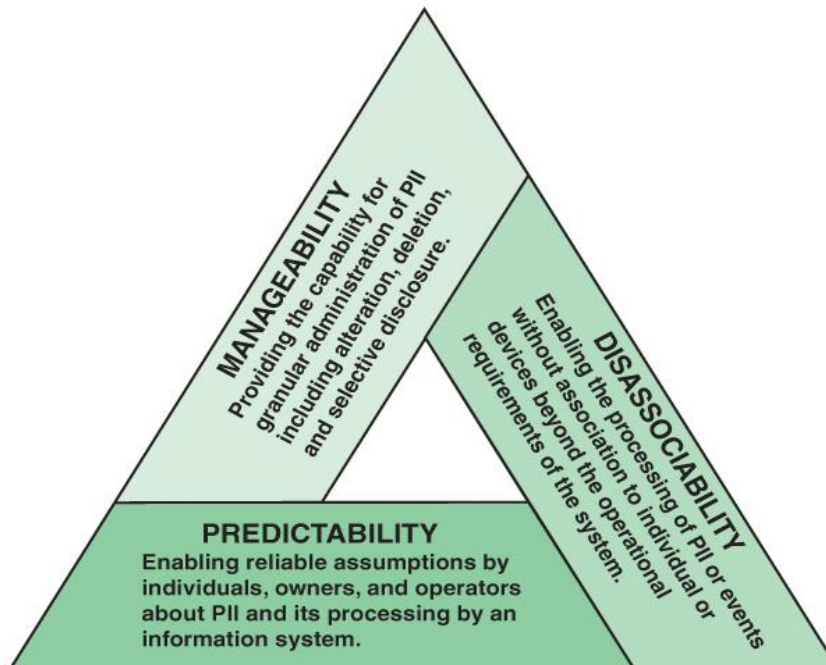 MANAGEABILITY
Providing the capability for
granular administration of PII
including alteration, deletion,
and selective disclosure.
DISASSOCIABILITY
Enabling the processing of PII or events
without association to individual or
devices beyond the operational
requirements of the system.
PREDICTABILITY
Enabling reliable assumptions by
individuals, owners, and operators
about PII and its processing by an
information system.